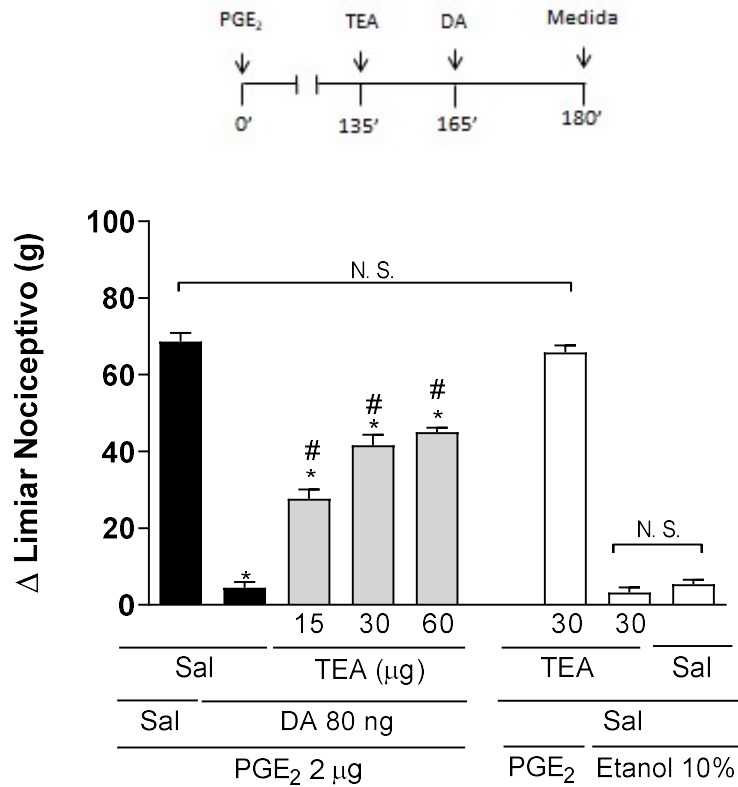 PGE₂ TEA DA Medida
0’ 135’ 165’ 180’
Δ Limiar Nociceptivo (g)
100
80
60
40
20
0
N. S.
*
#
*
#
*
#
*
N. S.
15 30 60 30 30
Sal TEA (μg) TEA Sal
Sal DA 80 ng Sal
PGE₂ 2 μg PGE₂ Etanol 10%